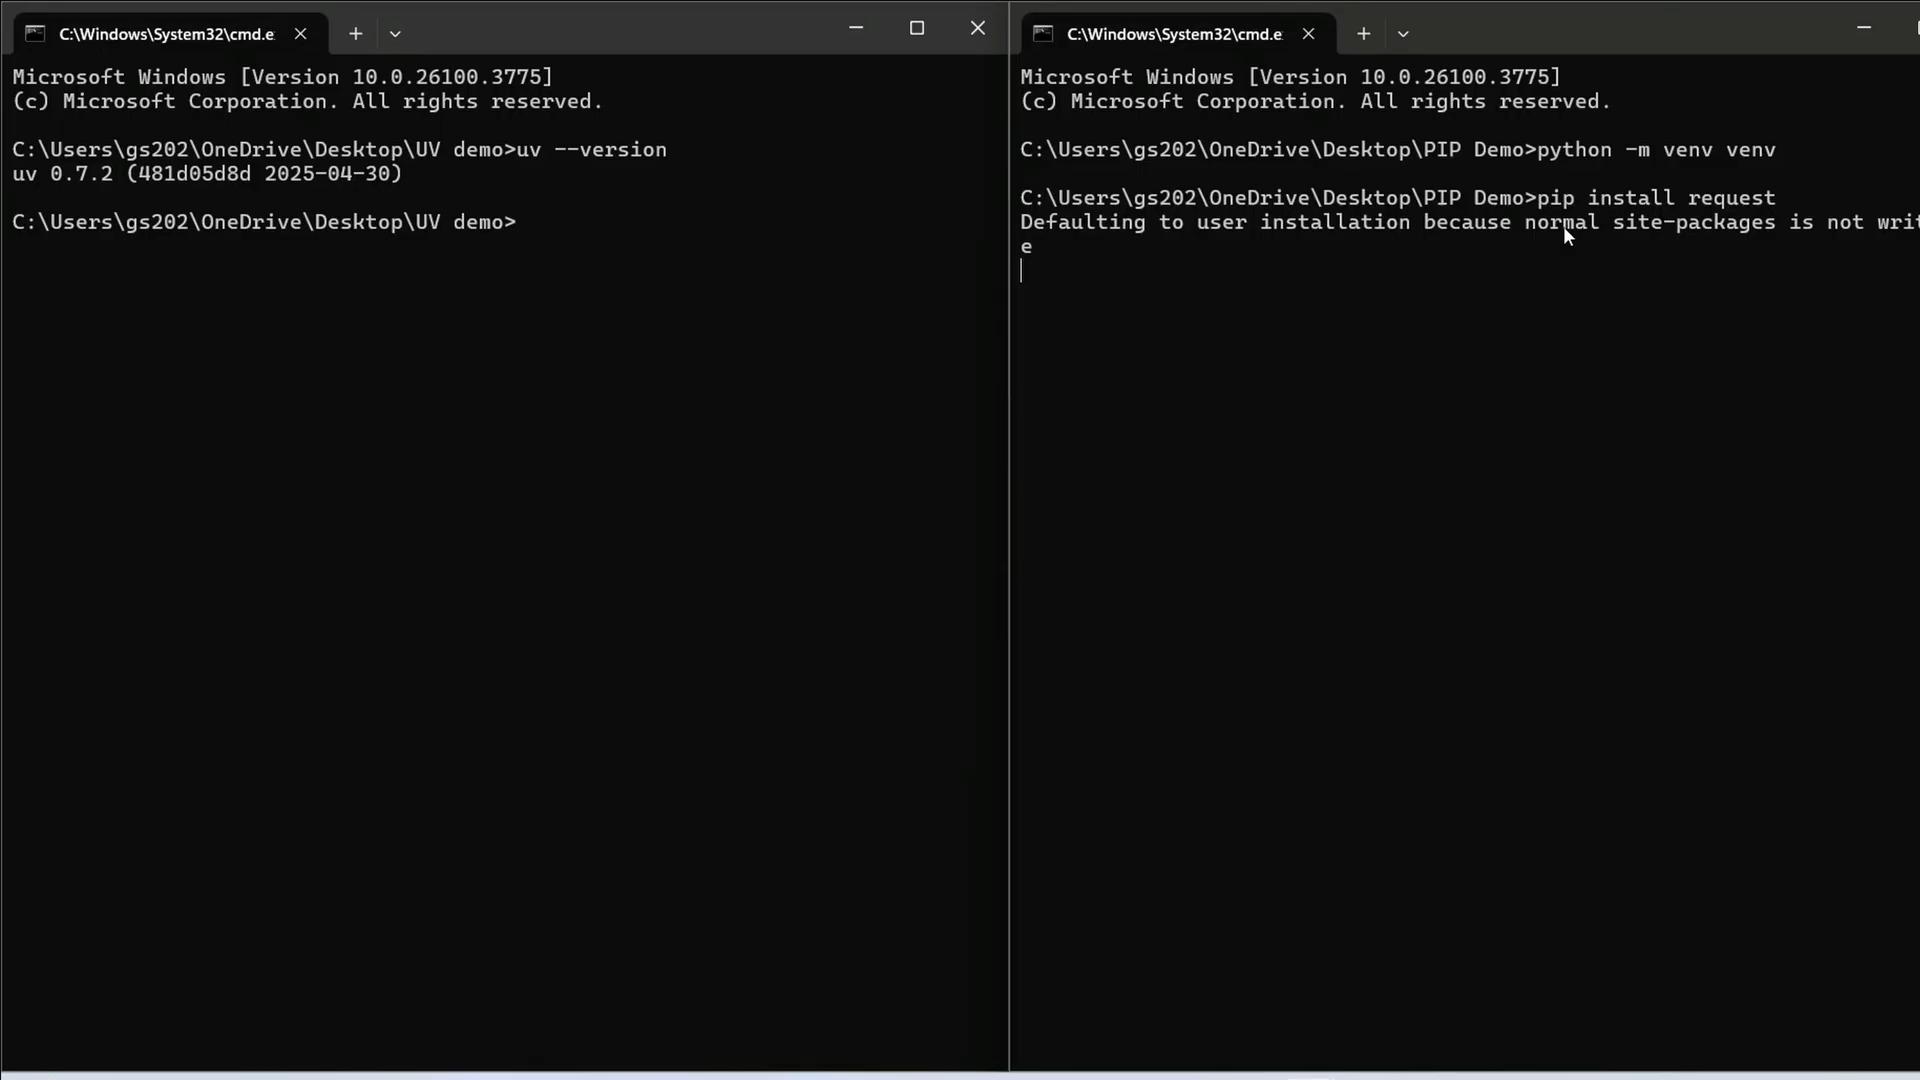 C:\Windows\System32\cmd.e
Microsoft Windows [Version 10.0.26100.3775]
(c) Microsoft Corporation. All rights reserved.
C:\Users\gs202\OneDrive\Desktop\UV demo>uv --version
uv 0.7.2 (481d05d8d 2025-04-30)
C:\Users\gs202\OneDrive\Desktop\UV demo>
C:\Windows\System32\cmd.e
Microsoft Windows [Version 10.0.26100.3775]
(c) Microsoft Corporation. All rights reserved.
C:\Users\gs202\OneDrive\Desktop\PIP Demo>python -m venv venv
C:\Users\gs202\OneDrive\Desktop\PIP Demo>pip install request
Defaulting to user installation because normal site-packages is not writ
e